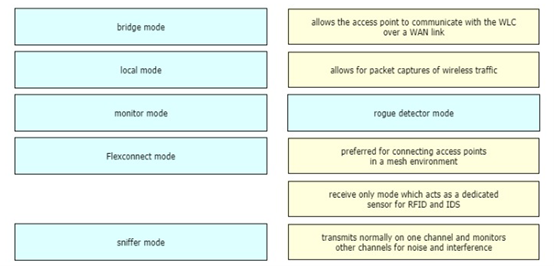 bridge mode
allows the access point to communicate with the WLC
over a WAN link
local mode
allows for packet captures of wireless traffic
monitor mode
rogue detector mode
Flexconnect mode
preferred for connecting access points
in a mesh environment
receive only mode which acts as a dedicated
sensor for RFID and IDS
sniffer mode
transmits normally on one channel and monitors
other channels for noise and interference